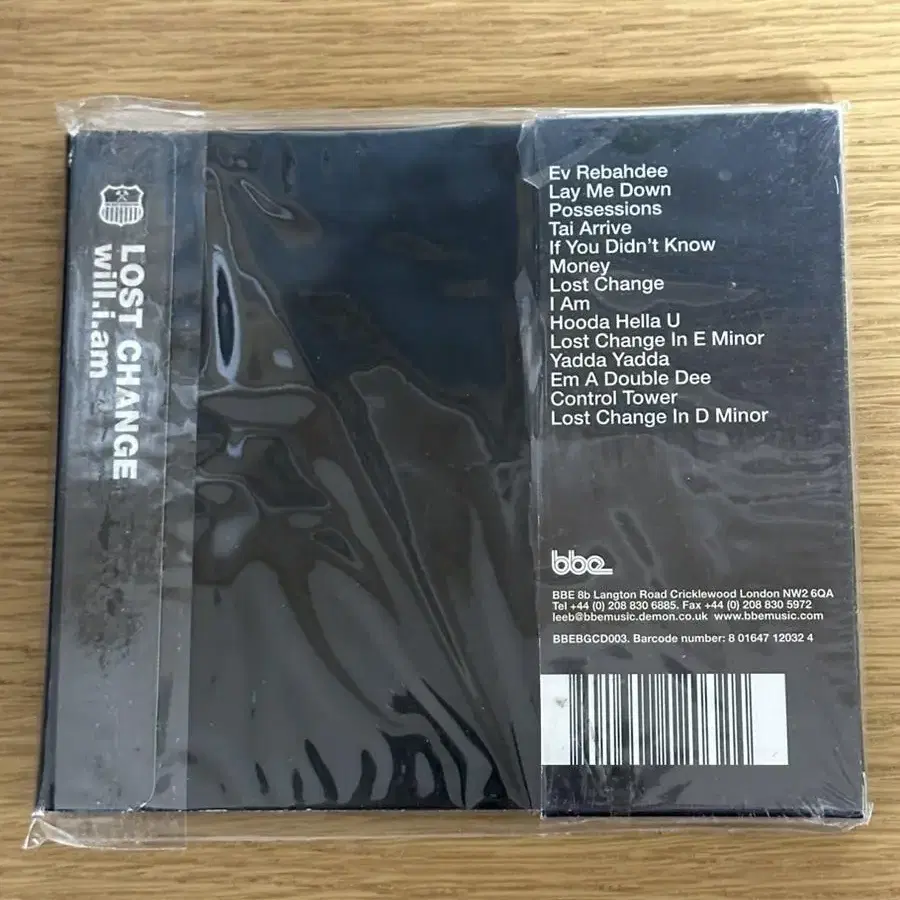 LOST CHANGE
will.i.am
Ev Rebahdee
Lay Me Down
Possessions
Tai Arrive
If You Didn't Know
Money
Lost Change
I Am
Hooda Hella U
Lost Change In E Minor
Yadda Yadda
Em A Double Dee
Control Tower
Lost Change In D Minor
bbe
BBE 8b Langton Road Cricklewood London NW2 6QA
Tel +44 (0) 208 830 6885. Fax +44 (0) 208 830 5972
leeb@bbemusic.demon.co.uk www.bbemusic.com
BBEBGCD003. Barcode number: 8 01647 12032 4